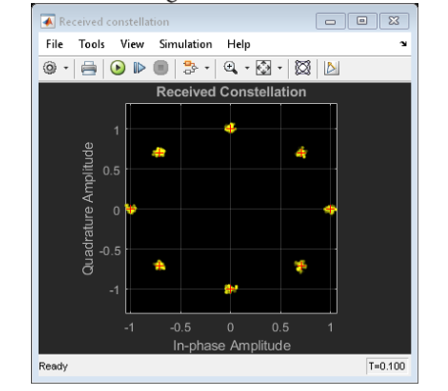 Received constellation
File Tools View Simulation Help
Received Constellation
Quadrature Amplitude
1
0.5
0
-0.5
-1
-1 -0.5 0 0.5 1
In-phase Amplitude
Ready T=0.100